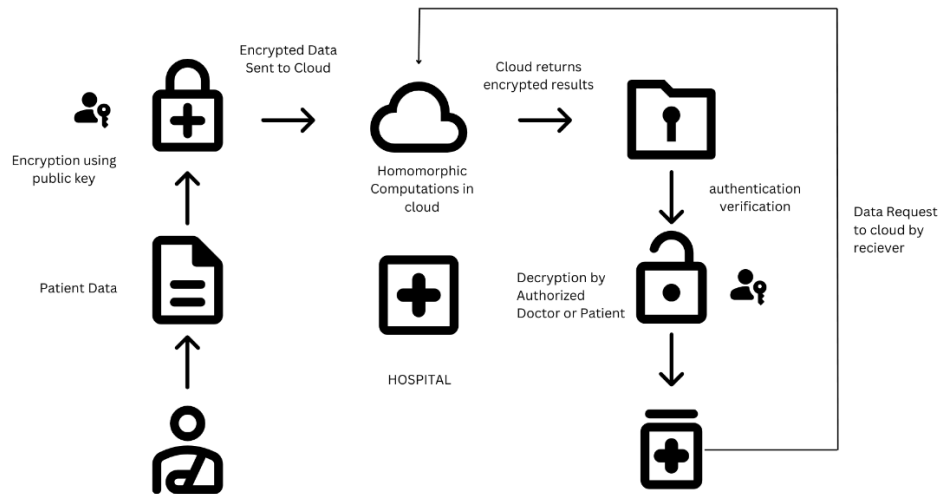 Encrypted Data
Sent to Cloud
Cloud returns
encrypted results
Encryption using
public key
Homomorphic
Computations in
cloud
authentication
verification
Data Request
to cloud by
reciever
Patient Data
Decryption by
Authorized
Doctor or Patient
HOSPITAL